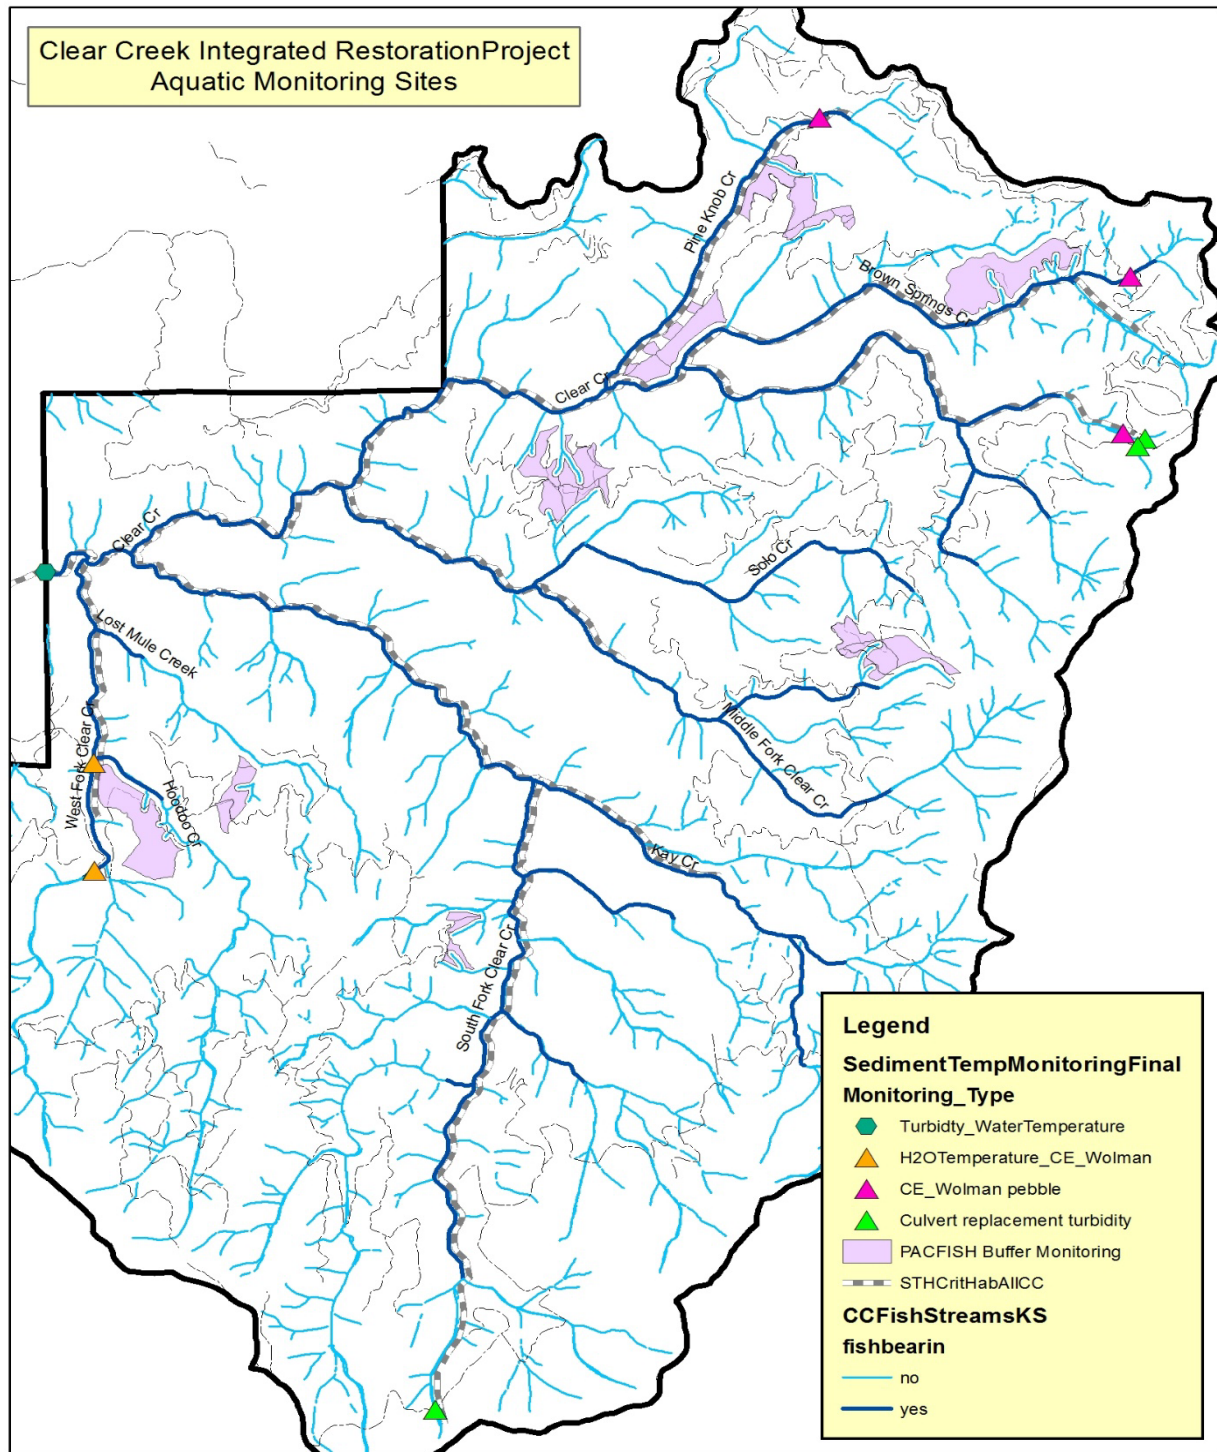 Clear Creek Integrated RestorationProject
Aquatic Monitoring Sites
Pine Knob Cr
Brown Springs Cr
Clear Cr
Clear Cr
Solo Cr
Lost Mule Creek
West Fork Clear Cr
Hoodoo Cr
Middle Fork Clear Cr
Kay Cr
South Fork Clear Cr
Legend
SedimentTempMonitoringFinal
Monitoring_Type
Turbidty_WaterTemperature
H2OTemperature_CE_Wolman
CE_Wolman pebble
Culvert replacement turbidity
PACFISH Buffer Monitoring
STHCritHabAllCC
CCFishStreamsKS
fishbearin
no
yes